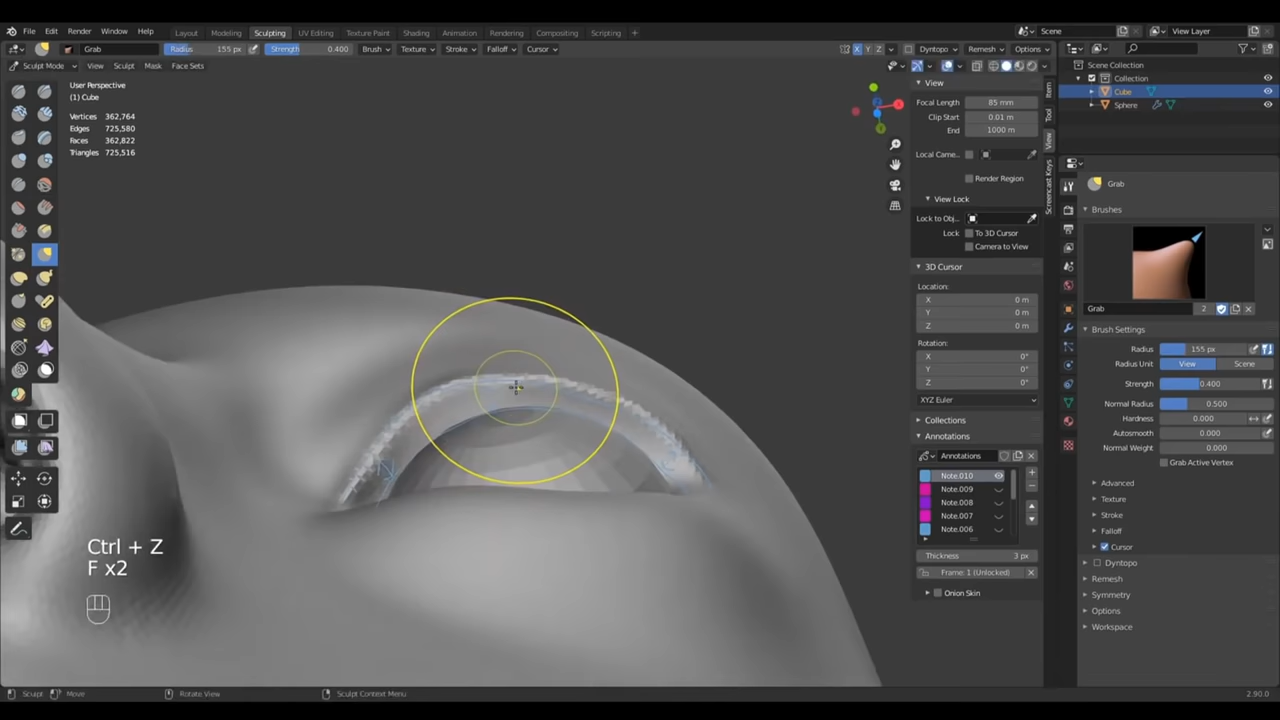 File Edit Render Window Help Layout Modeling Sculpting UV Editing Texture Paint Shading Animation Rendering Compositing Scripting + Scene View Layer
Grab Radius 155 px Strength 0.400 Brush Texture Stroke Falloff Cursor X Y Z Dyntopo Remesh Options
Sculpt Mode View Sculpt Mask Face Sets
User Perspective
(1) Cube
Vertices 362,764
Edges 725,580
Faces 362,822
Triangles 725,516
Ctrl + Z
F x2
View
Focal Length 85 mm
Clip Start 0.01 m
End 1000 m
Local Came...
Render Region
View Lock
Lock to Obj...
Lock To 3D Cursor
Camera to View
3D Cursor
Location:
X 0 m
Y 0 m
Z 0 m
Rotation:
X 0°
Y 0°
Z 0°
XYZ Euler
Collections
Annotations
Annotations
Note.010
Note.009
Note.008
Note.007
Note.006
Thickness 3 px
Frame: 1 (Unlocked)
Onion Skin
Item
Tool
View
Screencast Keys
Scene Collection
Collection
Cube
Sphere
Grab
Brushes
Grab 2
Brush Settings
Radius 155 px
Radius Unit View Scene
Strength 0.400
Normal Radius 0.500
Hardness 0.000
Autosmooth 0.000
Normal Weight 0.000
Grab Active Vertex
Advanced
Texture
Stroke
Falloff
Cursor
Dyntopo
Remesh
Symmetry
Options
Workspace
Sculpt Move Rotate View Sculpt Context Menu 2.90.0